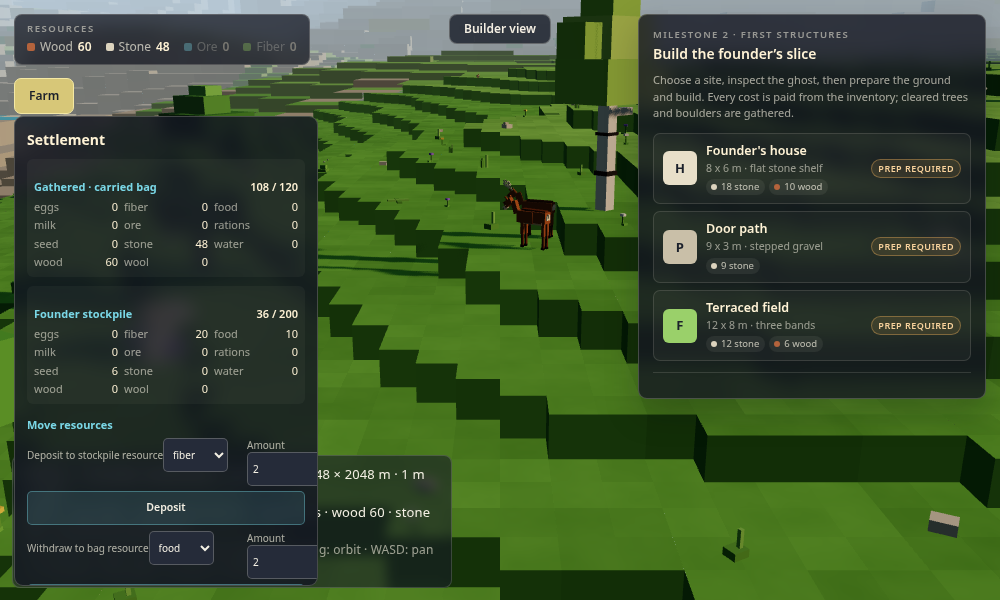 RESOURCES
Wood 60 Stone 48 Ore 0 Fiber 0
Builder view
Farm
Settlement
Gathered · carried bag 108 / 120
eggs 0 fiber 0 food 0
milk 0 ore 0 rations 0
seed 0 stone 48 water 0
wood 60 wool 0
Founder stockpile 36 / 200
eggs 0 fiber 20 food 10
milk 0 ore 0 rations 0
seed 6 stone 0 water 0
wood 0 wool 0
Move resources
Deposit to stockpile resource fiber Amount 2
Deposit
Withdraw to bag resource food Amount 2
48 × 2048 m · 1 m
s · wood 60 · stone
g: orbit · WASD: pan
MILESTONE 2 · FIRST STRUCTURES
Build the founder's slice
Choose a site, inspect the ghost, then prepare the ground
and build. Every cost is paid from the inventory; cleared trees
and boulders are gathered.
H
Founder's house
8 x 6 m · flat stone shelf
18 stone 10 wood
PREP REQUIRED
P
Door path
9 x 3 m · stepped gravel
9 stone
PREP REQUIRED
F
Terraced field
12 x 8 m · three bands
12 stone 6 wood
PREP REQUIRED